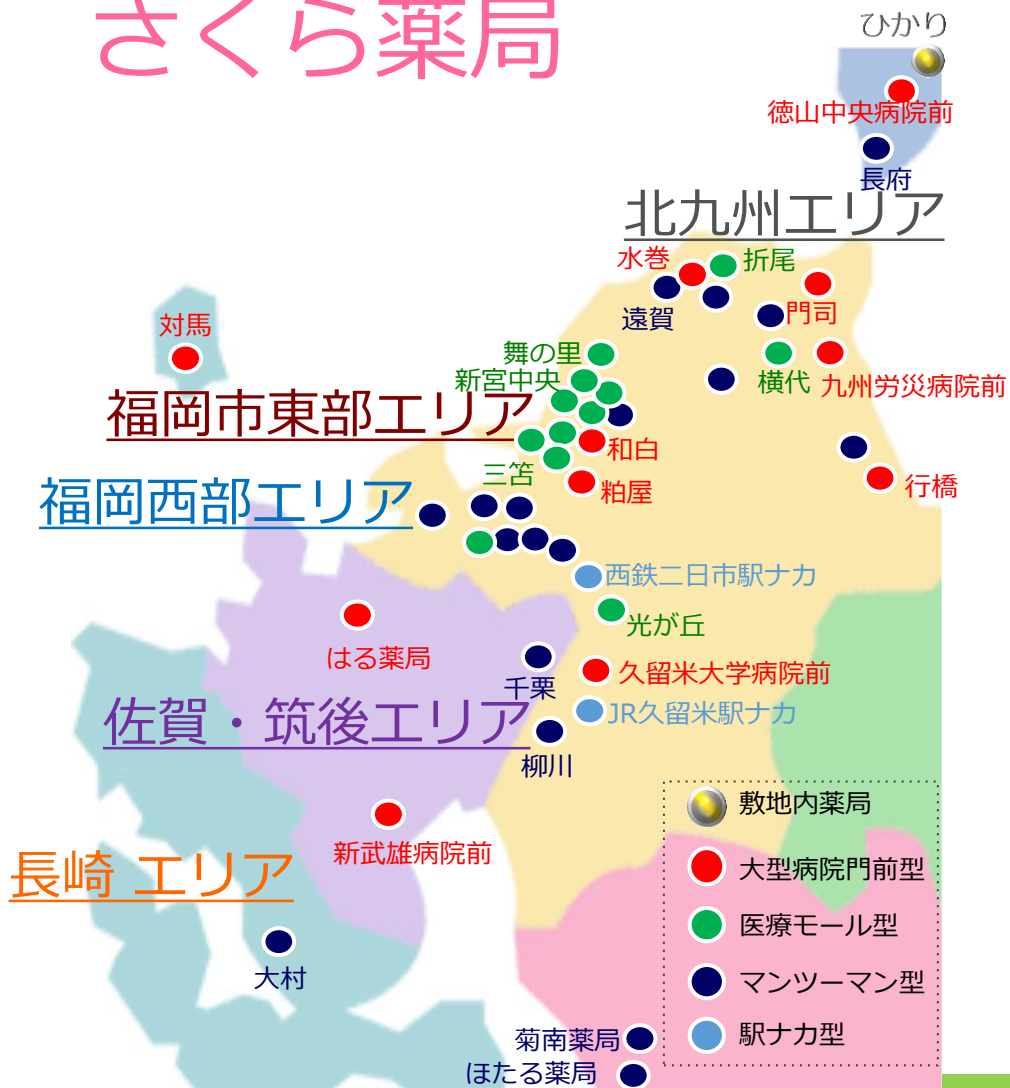 さくら薬局
ひかり
徳山中央病院前
長府
北九州エリア
水巻
折尾
遠賀
門司
対馬
舞の里
新宮中央
横代
九州労災病院前
福岡市東部エリア
和白
三笘
粕屋
行橋
福岡西部エリア
西鉄二日市駅ナカ
光が丘
はる薬局
久留米大学病院前
千栗
JR久留米駅ナカ
佐賀・筑後エリア
柳川
新武雄病院前
長崎 エリア
大村
菊南薬局
ほたる薬局
敷地内薬局
大型病院門前型
医療モール型
マンツーマン型
駅ナカ型